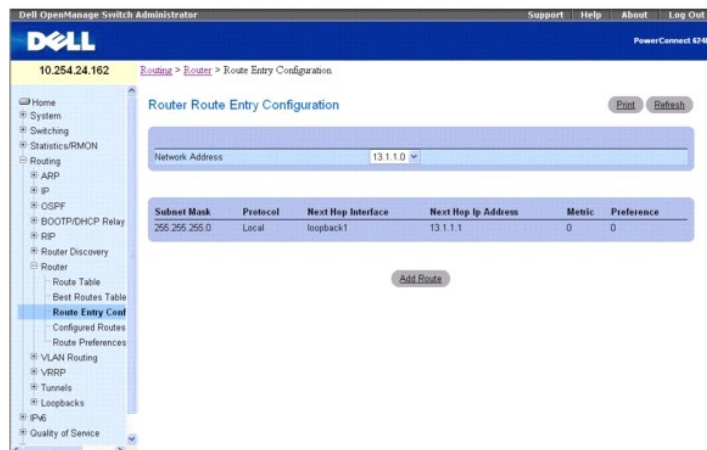 Dell OpenManage Switch Administrator
Support Help About Log Out
DELL
PowerConnect 624
10.254.24.162
Routing > Router > Route Entry Configuration
Home
System
Switching
Statistics/RMON
Routing
ARP
IP
OSPF
BOOTP/DHCP Relay
RIP
Router Discovery
Router
Route Table
Best Routes Table
Route Entry Conf
Configured Routes
Route Preferences
VLAN Routing
VRRP
Tunnels
Loopbacks
IPv6
Quality of Service
Router Route Entry Configuration
Print Refresh
Network Address 13.1.1.0
Subnet Mask Protocol Next Hop Interface Next Hop Ip Address Metric Preference
255.255.255.0 Local loopback1 13.1.1.1 0 0
Add Route